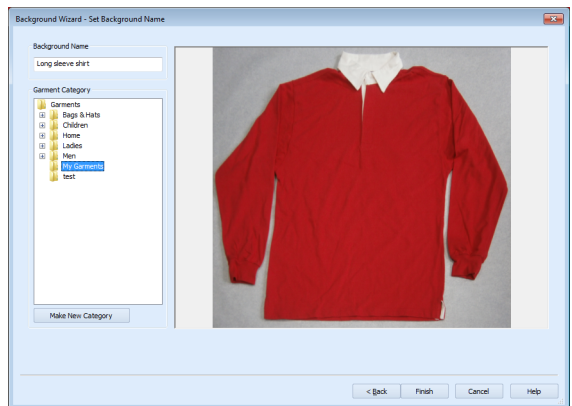 Background Wizard - Set Background Name
Background Name
Long sleeve shirt
Garment Category
Garments
Bags & Hats
Children
Home
Ladies
Men
My Garments
test
Make New Category
< Back
Finish
Cancel
Help